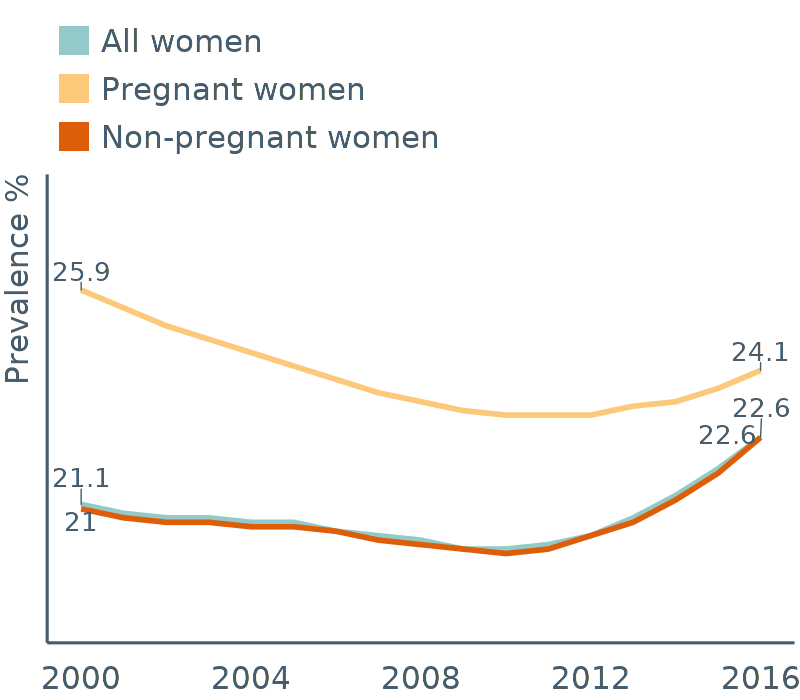 All women
Pregnant women
Non-pregnant women
Prevalence %
25.9
24.1
22.6
22.6
21.1
21
2000 2004 2008 2012 2016